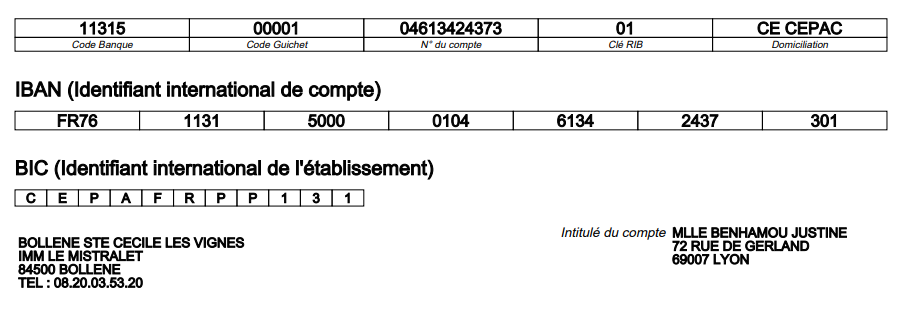 11315 00001 04613424373 01 CE CEPAC
Code Banque Code Guichet N° du compte Clé RIB Domiciliation
IBAN (Identifiant international de compte)
FR76 1131 5000 0104 6134 2437 301
BIC (Identifiant international de l'établissement)
C E P A F R P P 1 3 1
BOLLENE STE CECILE LES VIGNES
IMM LE MISTRALET
84500 BOLLENE
TEL : 08.20.03.53.20
Intitulé du compte MLLE BENHAMOU JUSTINE
72 RUE DE GERLAND
69007 LYON